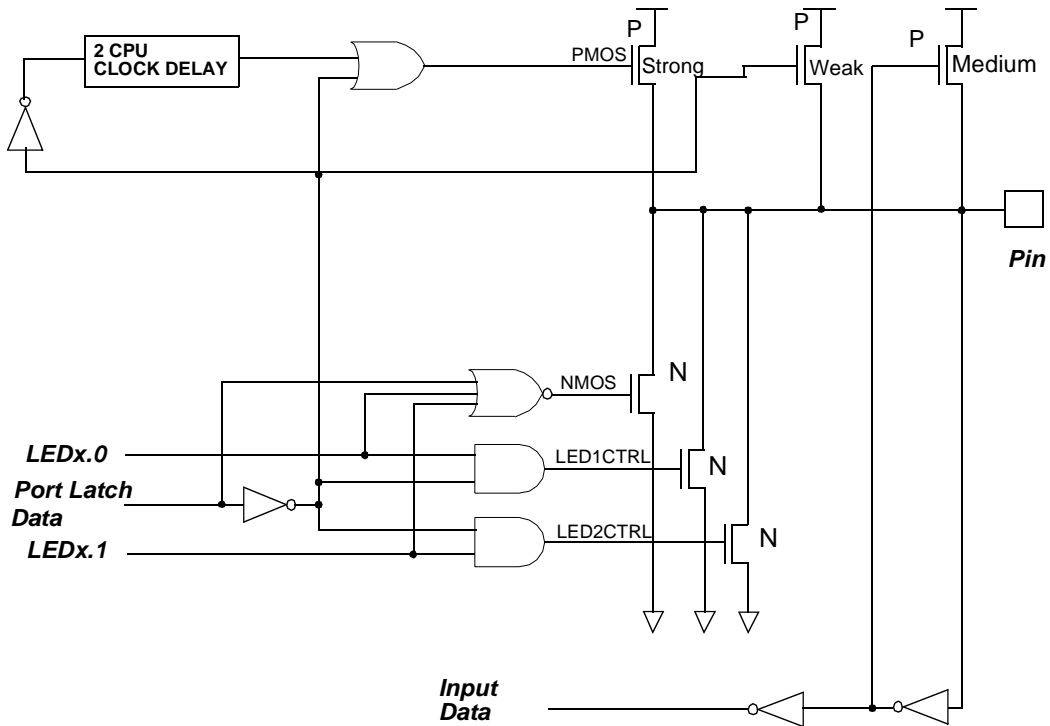 P
P
P
2 CPU
CLOCK DELAY
PMOS
Strong
Weak
Medium
Pin
NMOS
N
LEDx.0
LED1CTRL
N
Port Latch
Data
LEDx.1
LED2CTRL
N
Input
Data